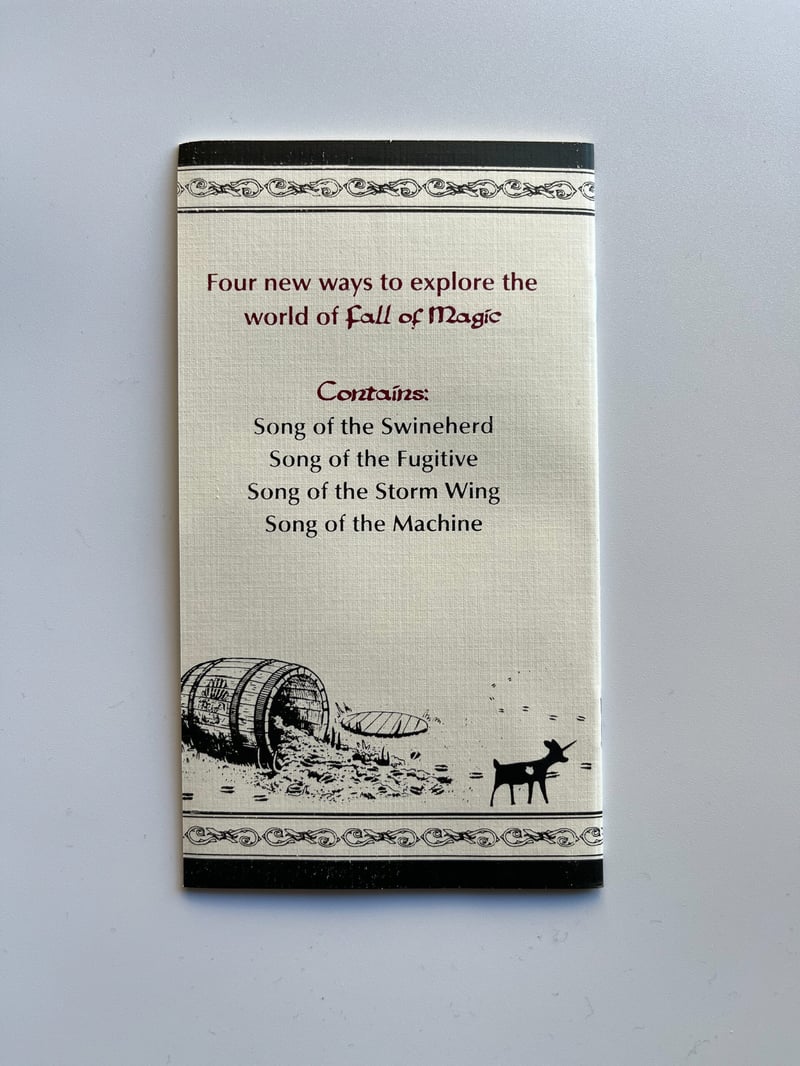 Four new ways to explore the
world of Fall of Magic
Contains:
Song of the Swineherd
Song of the Fugitive
Song of the Storm Wing
Song of the Machine